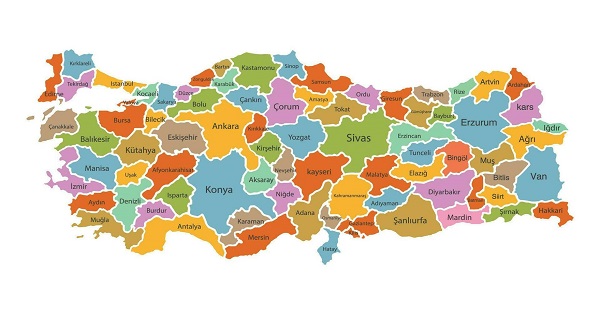 Kırklareli
Edirne
Tekirdağ
İstanbul
Kocaeli
Yalova
Sakarya
Düzce
Bolu
Bartın
Karabük
Kastamonu
Sinop
Samsun
Çankırı
Çorum
Amasya
Tokat
Ordu
Giresun
Trabzon
Rize
Artvin
Ardahan
kars
Iğdır
Ağrı
Erzurum
Bayburt
Gümüşhane
Erzincan
Sivas
Yozgat
Kırıkkale
Ankara
Eskişehir
Bilecik
Bursa
Çanakkale
Balıkesir
Kütahya
Manisa
İzmir
Uşak
Afyonkarahisar
Konya
Aksaray
Kırşehir
Nevşehir
kayseri
Malatya
Elazığ
Tunceli
Bingöl
Muş
Bitlis
Van
Hakkari
Şırnak
Siirt
Batman
Diyarbakır
Mardin
Şanlıurfa
Adıyaman
Kahramanmaraş
Gaziantep
Kilis
Osmaniye
Hatay
Adana
Niğde
Mersin
Karaman
Antalya
Isparta
Burdur
Denizli
Aydın
Muğla